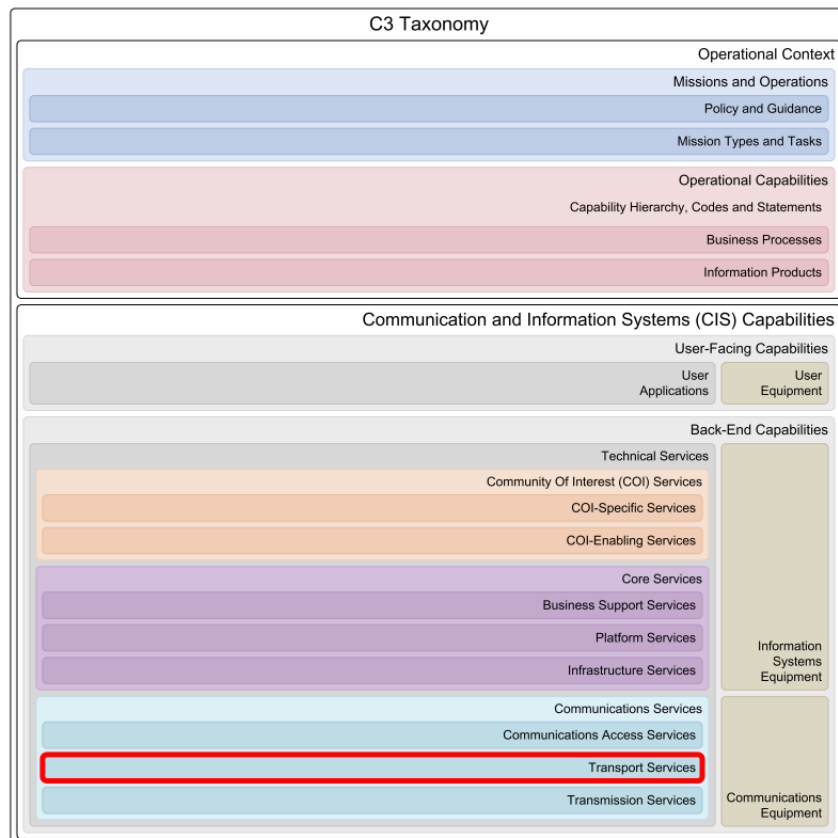 C3 Taxonomy
Operational Context
Missions and Operations
Policy and Guidance
Mission Types and Tasks
Operational Capabilities
Capability Hierarchy, Codes and Statements
Business Processes
Information Products
Communication and Information Systems (CIS) Capabilities
User-Facing Capabilities
User
Applications
User
Equipment
Back-End Capabilities
Technical Services
Community Of Interest (COI) Services
COI-Specific Services
COI-Enabling Services
Core Services
Business Support Services
Platform Services
Infrastructure Services
Information
Systems
Equipment
Communications Services
Communications Access Services
Transport Services
Transmission Services
Communications
Equipment